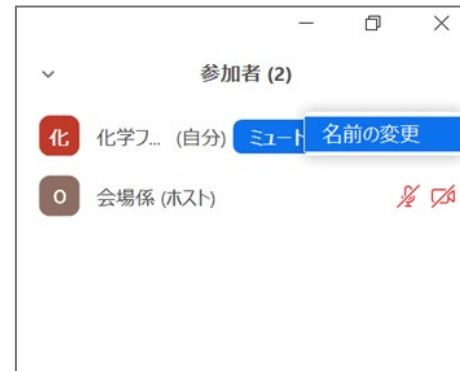 参加者 (2)
化 化学フ... (自分) ミュート 名前の変更
O 会場係 (ホスト)